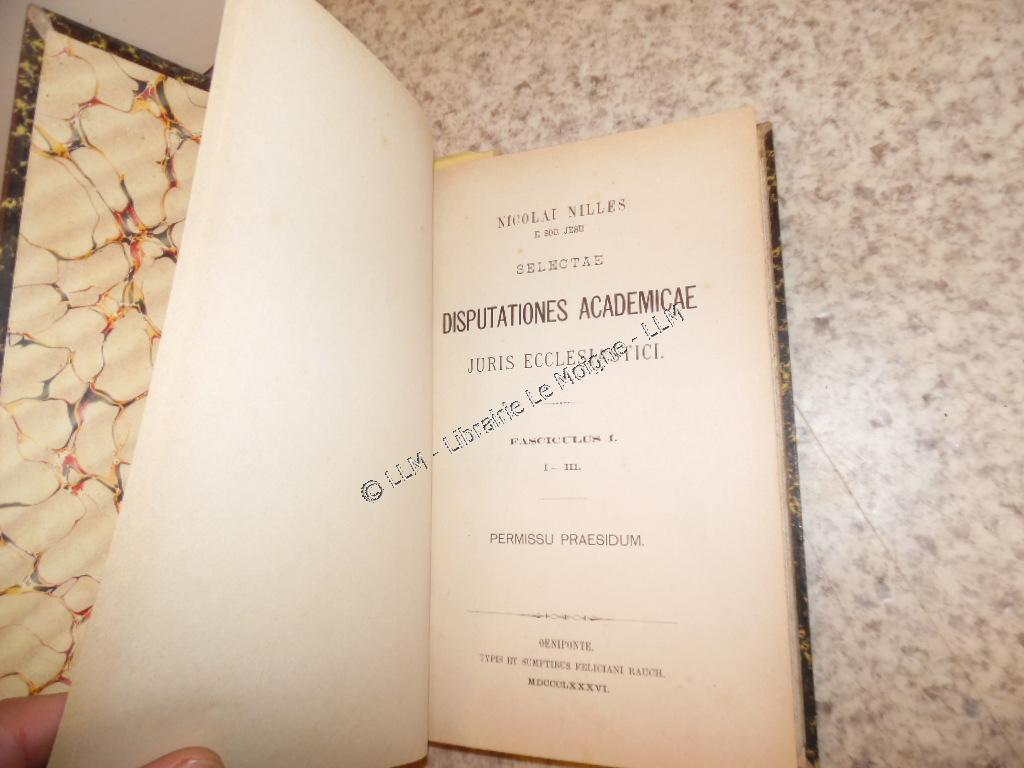 NICOLAI NILLES
E SOC. JESU
SELECTAE
DISPUTATIONES ACADEMICAE
JURIS ECCLESIASTICI.
FASCICULUS I.
I – III.
PERMISSU PRAESIDUM.
OENIPONTE.
TYPIS ET SUMPTIBUS FELICIANI RAUCH.
MDCCCLXXXVI.
© LLM - Librairie Le Moigne - LLM